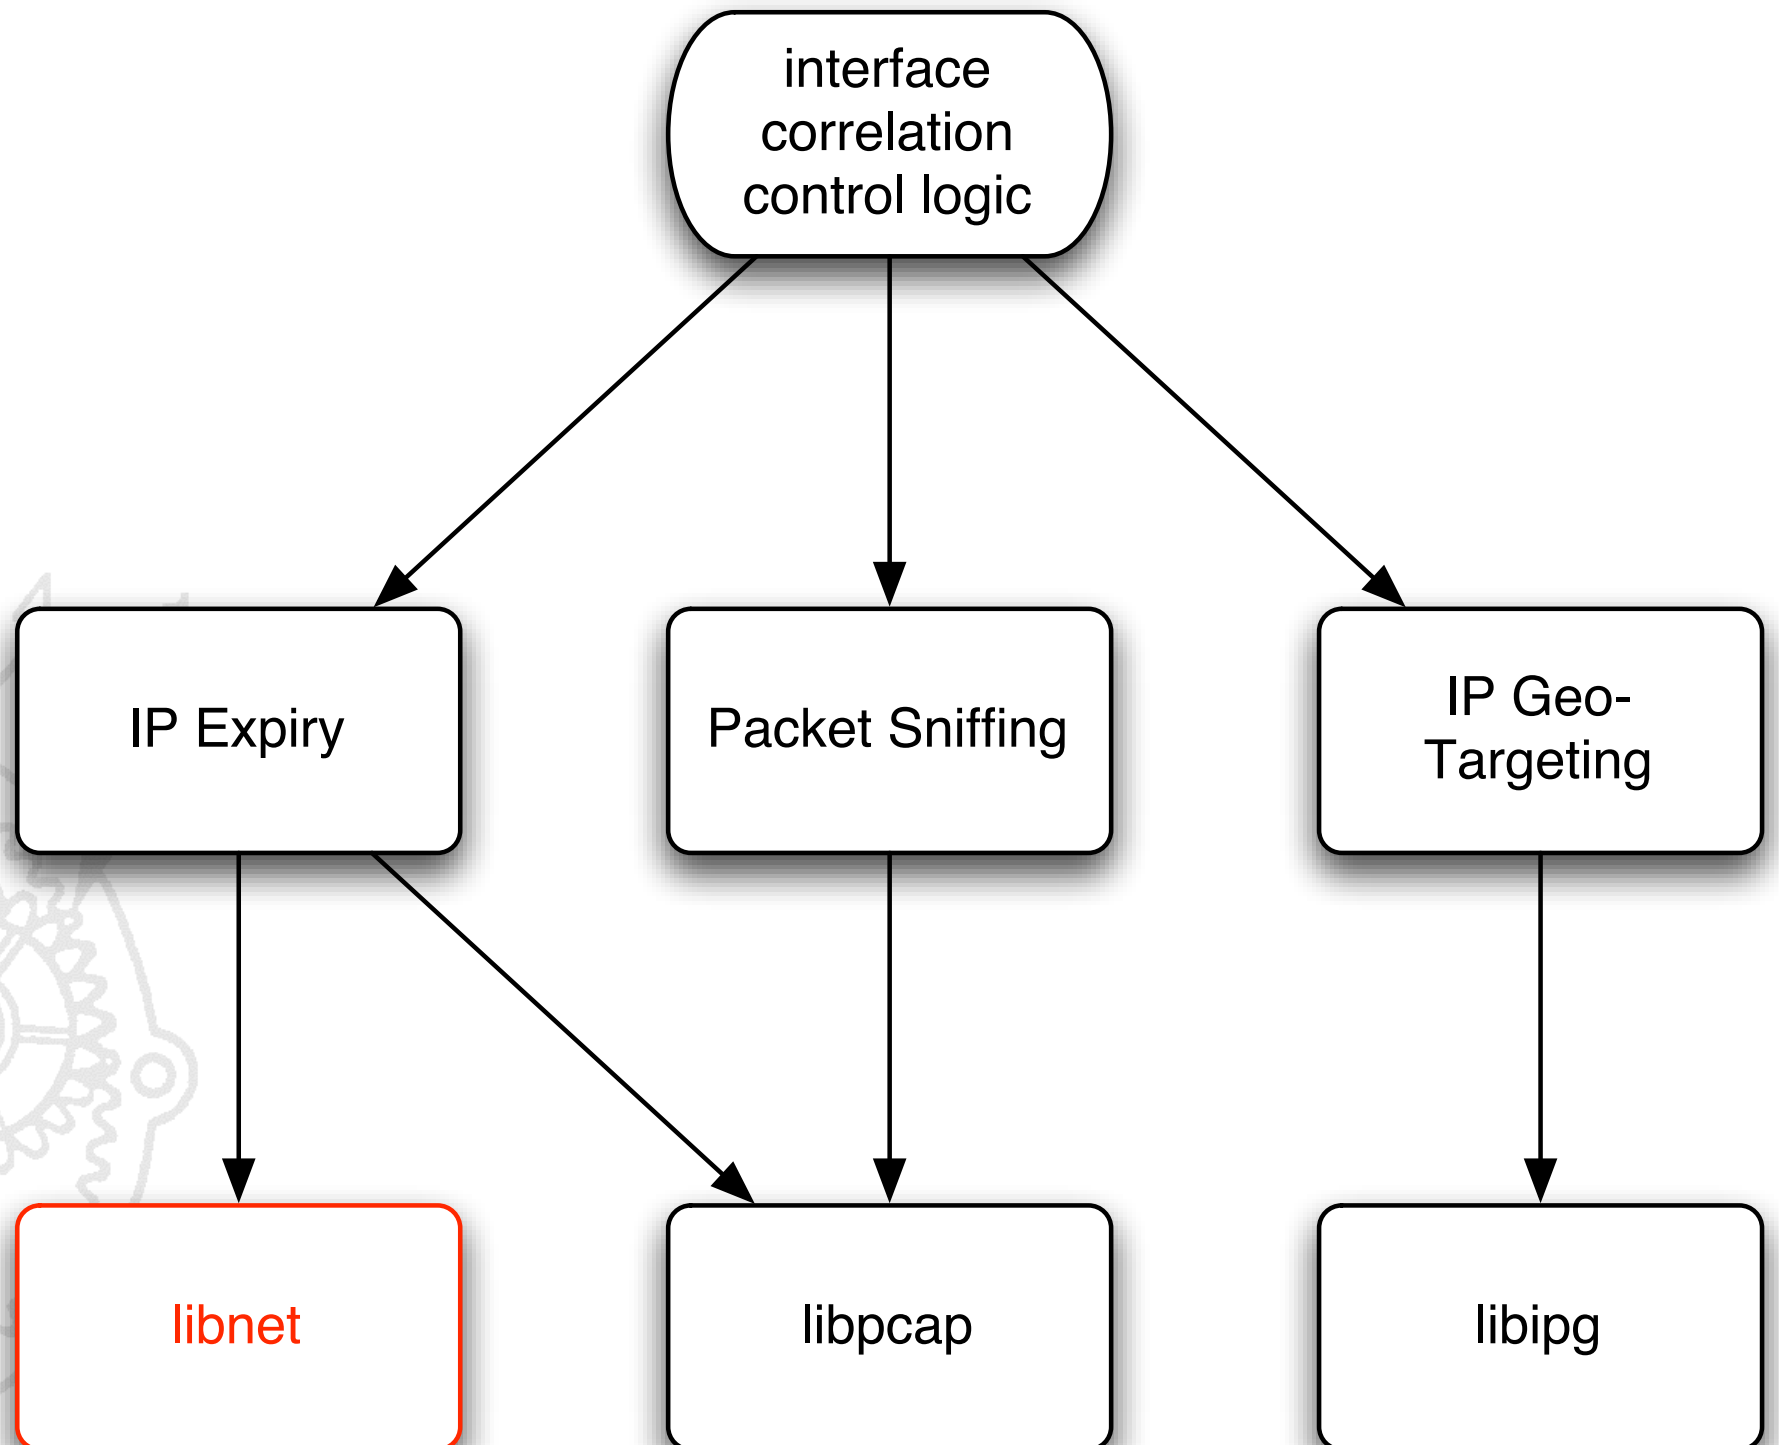 interface
correlation
control logic
IP Expiry
Packet Sniffing
IP Geo-
Targeting
libnet
libpcap
libipg